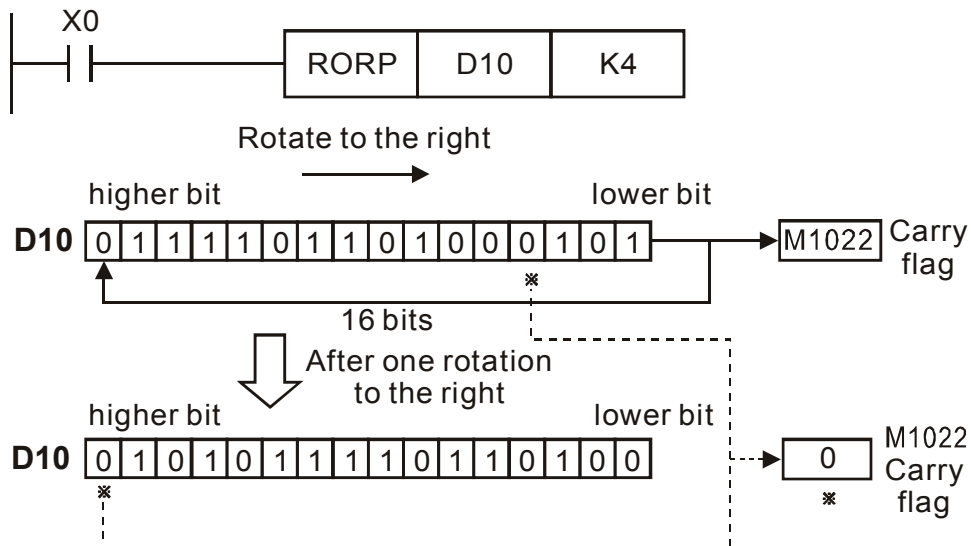 X0
RORP D10 K4
Rotate to the right
higher bit lower bit
D10 0 1 1 1 1 0 1 1 0 1 0 0 0 1 0 1 M1022 Carry
flag
※
16 bits
After one rotation
to the right
higher bit lower bit
D10 0 1 0 1 0 1 1 1 1 0 1 1 0 1 0 0 0 M1022
Carry
flag
※ ※